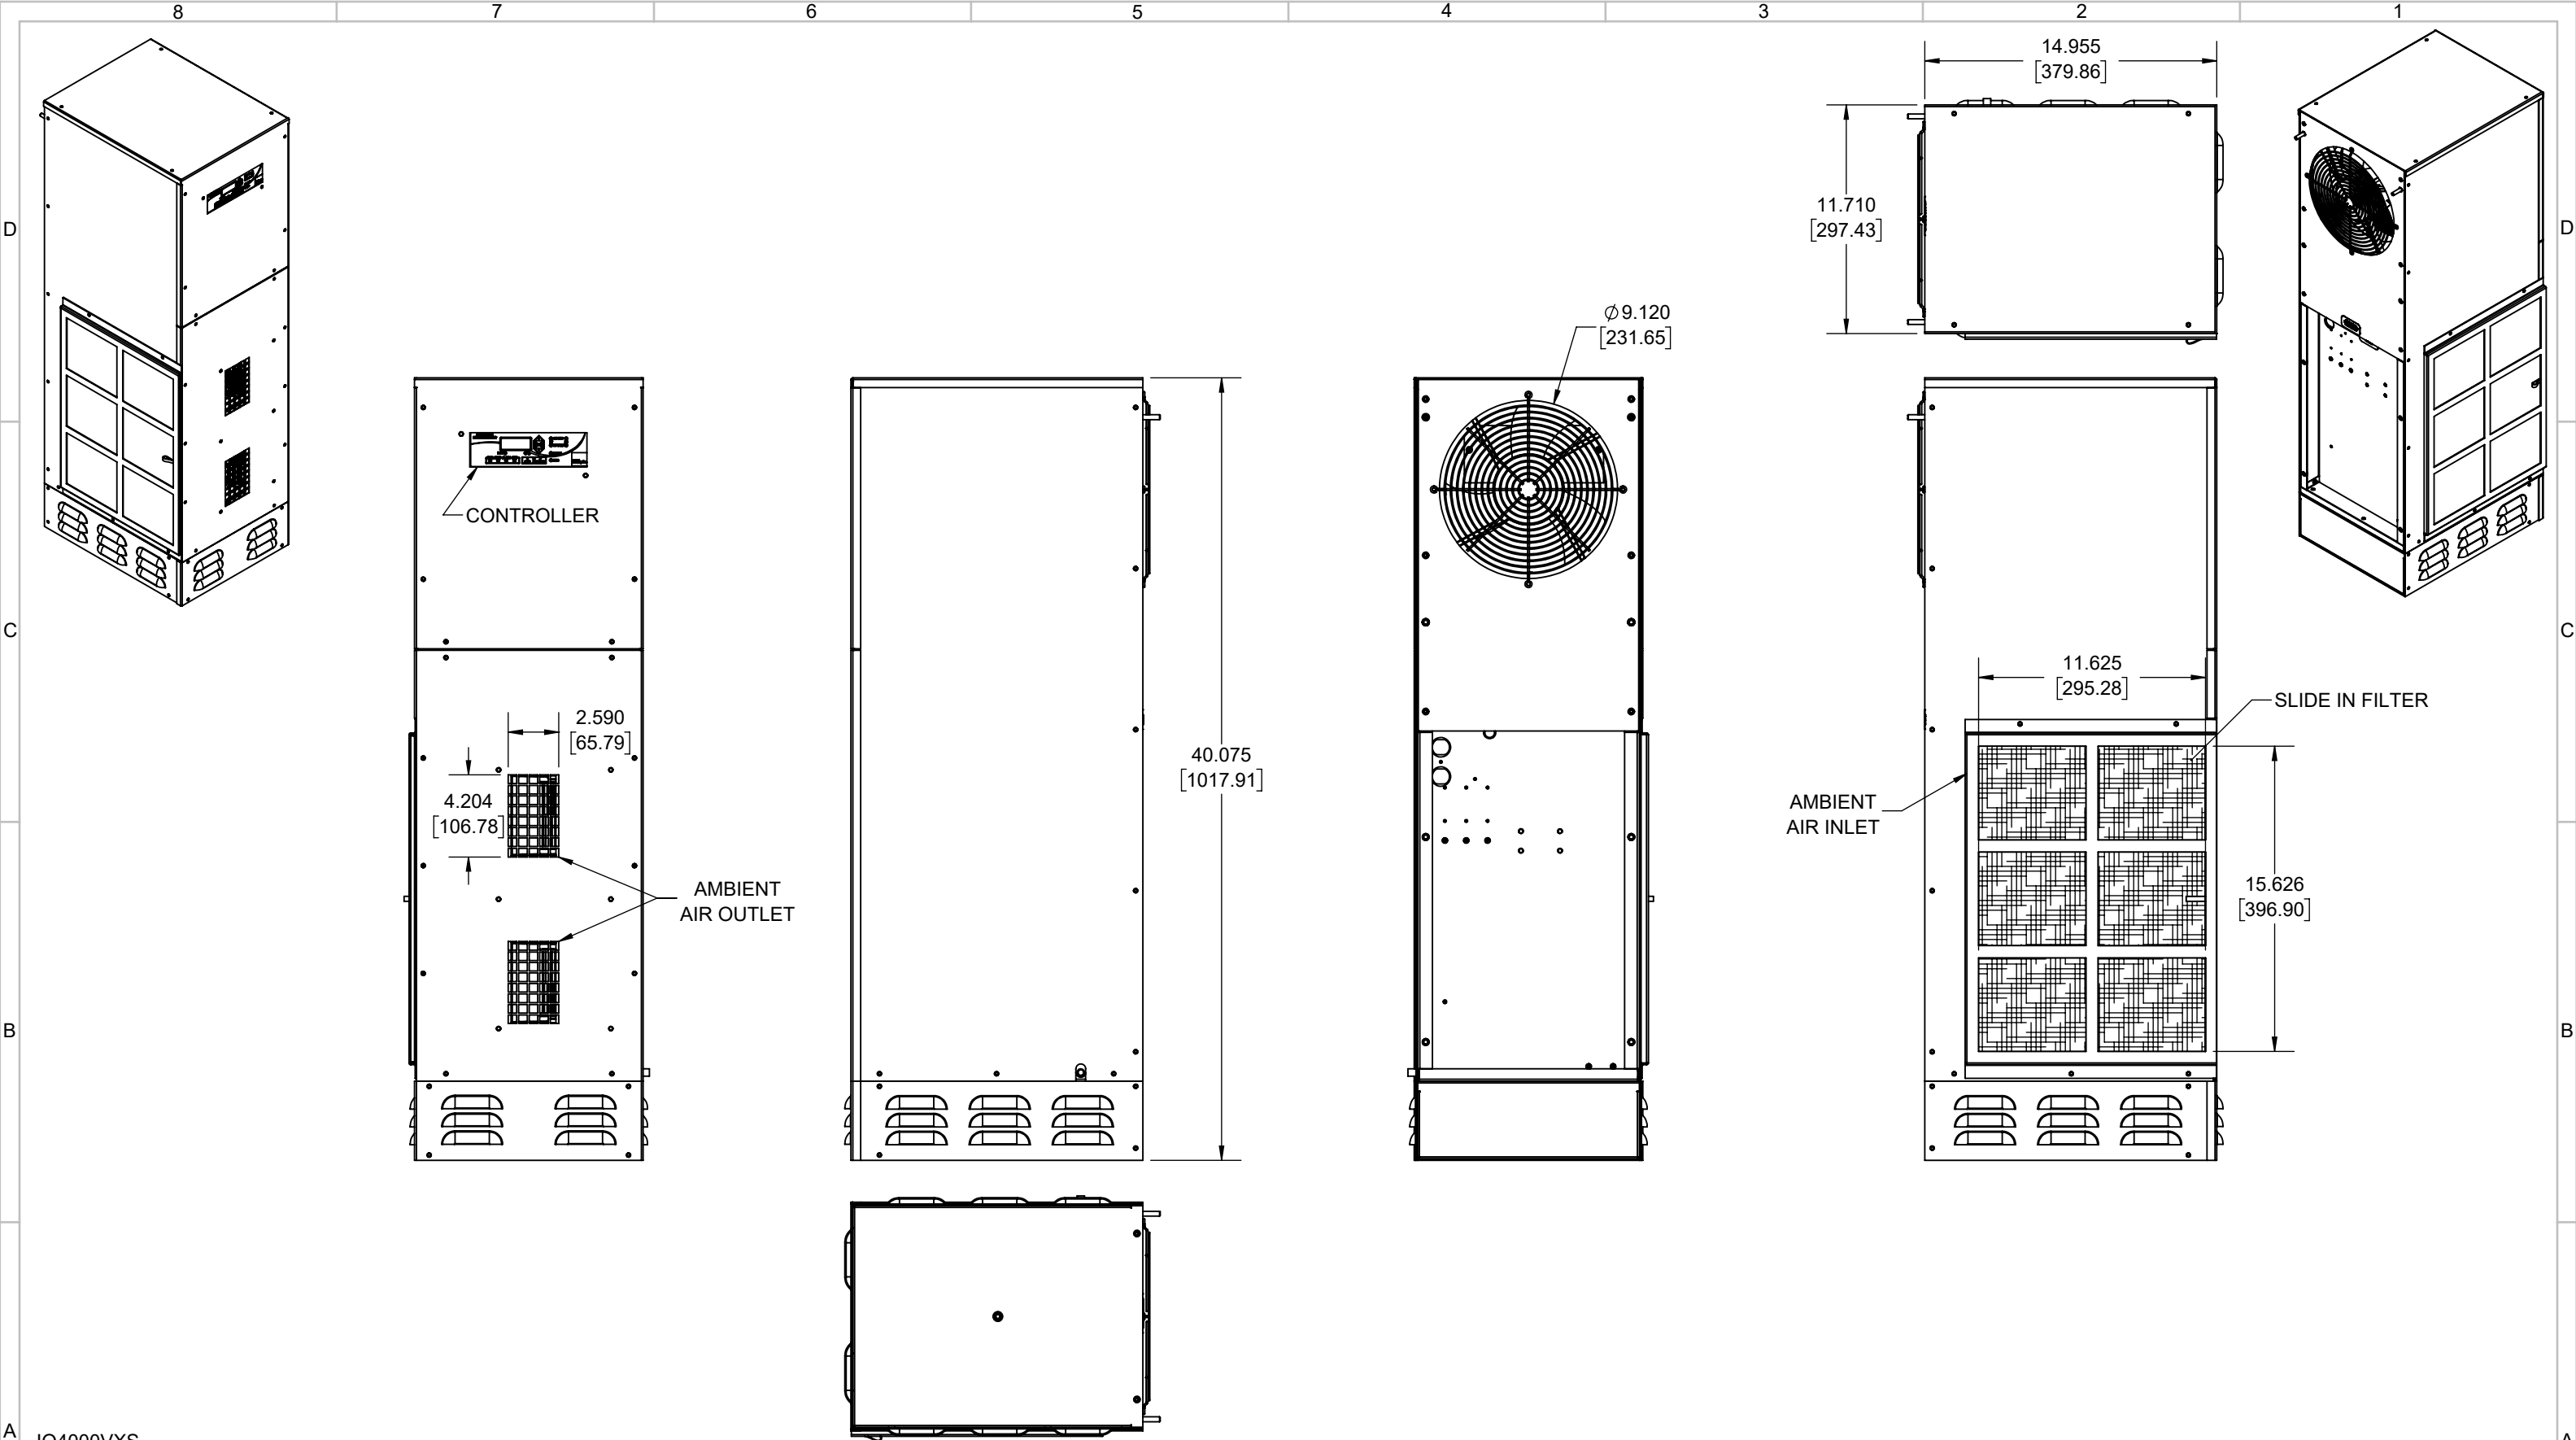 8 7 6 5 4 3 2 1
14.955
[379.86]
D
11.710
[297.43]
D
⌀9.120
[231.65]
CONTROLLER
C
C
11.625
[295.28]
SLIDE IN FILTER
2.590
[65.79]
40.075
[1017.91]
4.204
[106.78]
AMBIENT
AIR INLET
15.626
[396.90]
AMBIENT
AIR OUTLET
B
B
A
A
IQ4000VXS